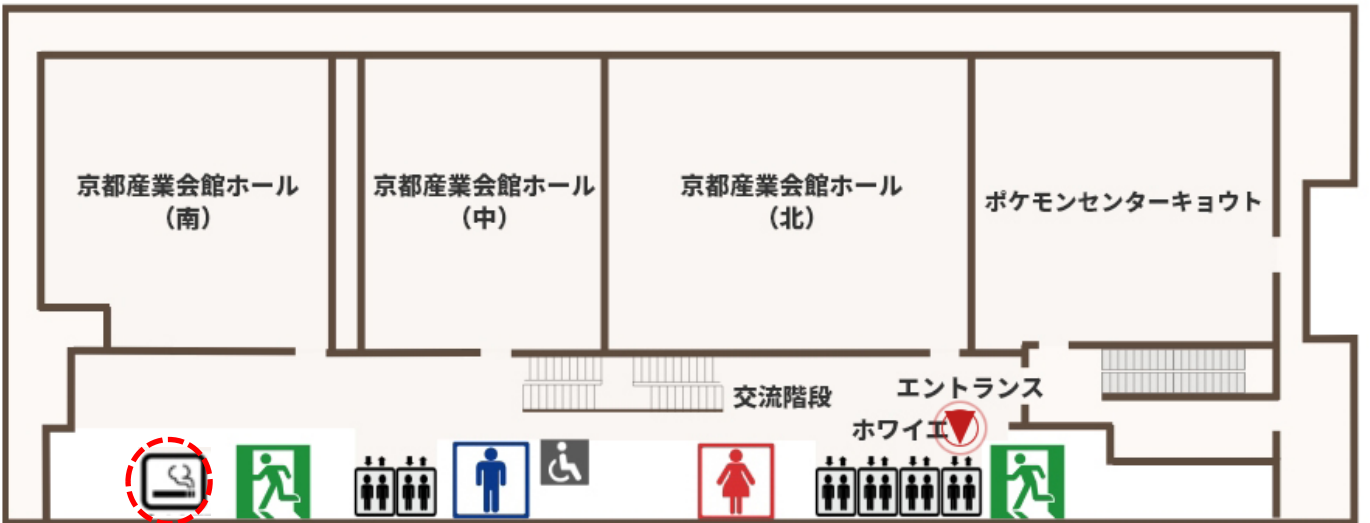 京都産業会館ホール
（南）
京都産業会館ホール
（中）
京都産業会館ホール
（北）
ポケモンセンターキョウト
交流階段
エントランス
ホワイエ